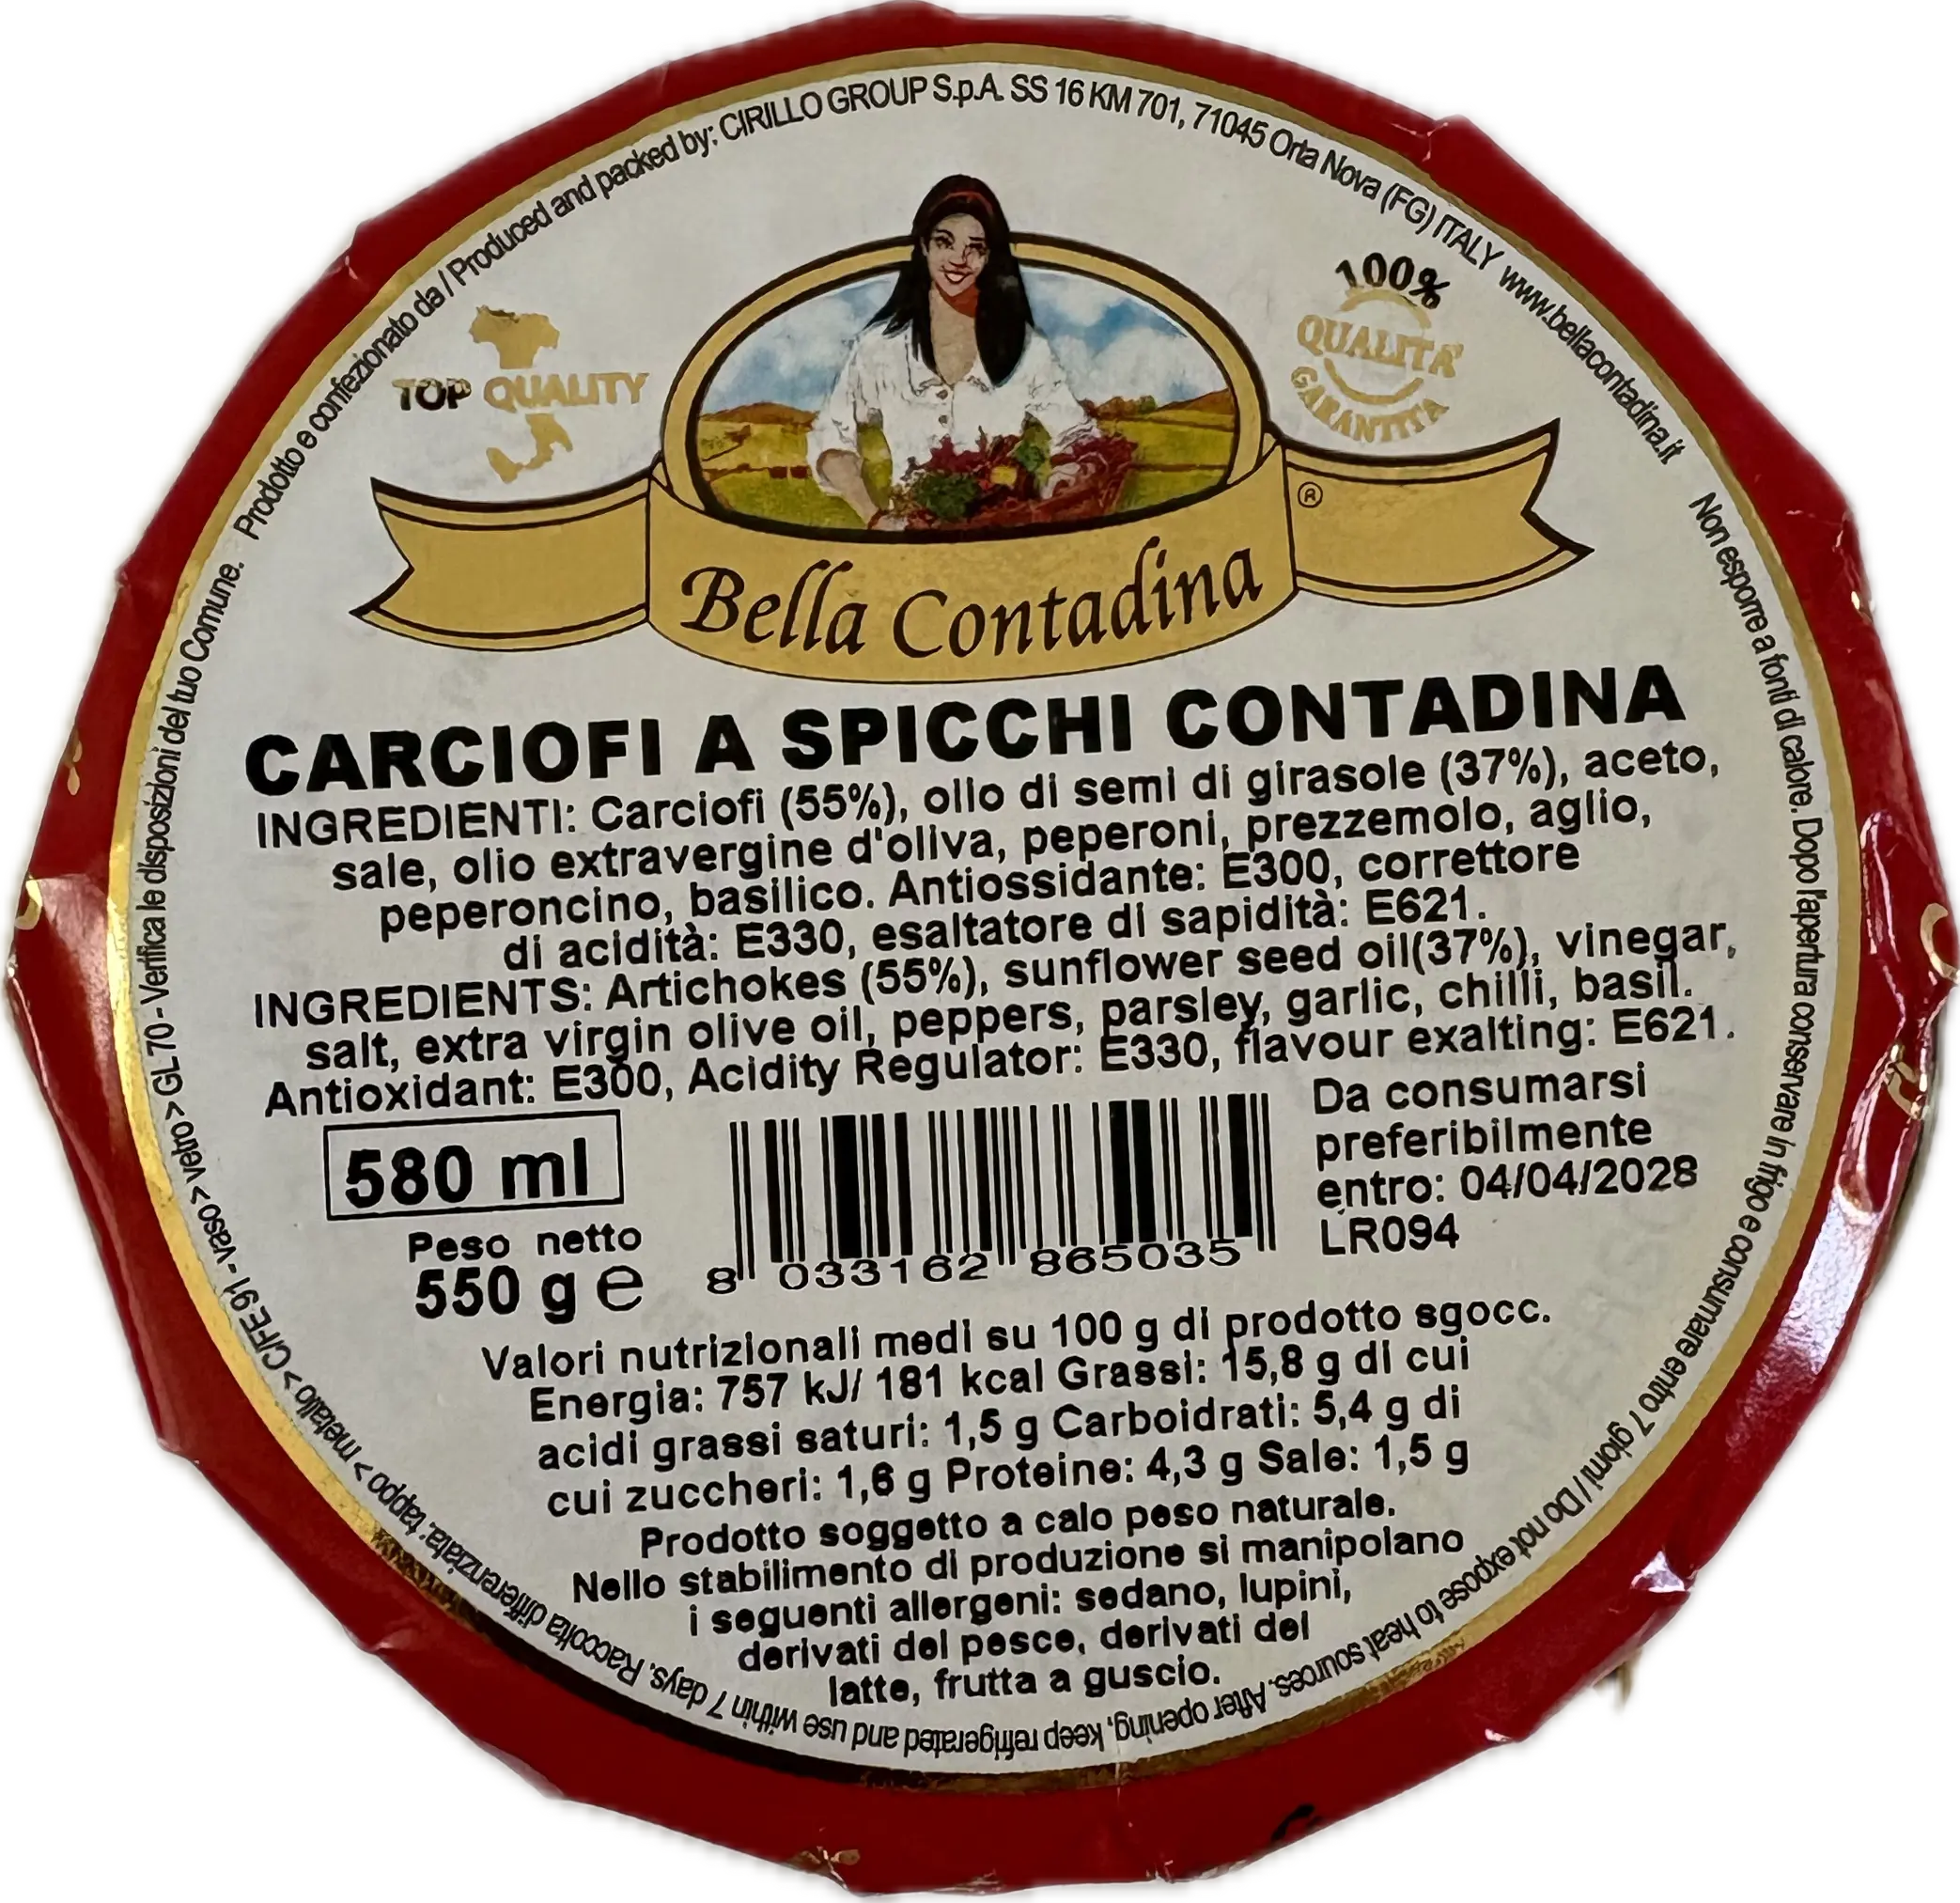 Prodotto e confezionato da / Produced and packed by: CIRILLO GROUP S.p.A. SS 16 KM 701, 71045 Orta Nova (FG) ITALY www.bellacontadina.it
Non esporre a fonti di calore. Dopo l'apertura conservare in frigo e consumare entro 7 giorni / Do not expose to heat sources. After opening, keep refrigerated and use within 7 days. Raccolta differenziata: tappo > metallo > C/FE 91 - vaso > vetro > GL 70 - Verifica le disposizioni del tuo Comune.
TOP QUALITY
100%
QUALITA'
GARANTITA
®
Bella Contadina
CARCIOFI A SPICCHI CONTADINA
INGREDIENTI: Carciofi (55%), olio di semi di girasole (37%), aceto,
sale, olio extravergine d'oliva, peperoni, prezzemolo, aglio,
peperoncino, basilico. Antiossidante: E300, correttore
di acidità: E330, esaltatore di sapidità: E621.
INGREDIENTS: Artichokes (55%), sunflower seed oil(37%), vinegar,
salt, extra virgin olive oil, peppers, parsley, garlic, chilli, basil.
Antioxidant: E300, Acidity Regulator: E330, flavour exalting: E621.
580 ml
Peso netto
550 g e
8 033162 865035
Da consumarsi
preferibilmente
entro: 04/04/2028
LR094
Valori nutrizionali medi su 100 g di prodotto sgocc.
Energia: 757 kJ/ 181 kcal Grassi: 15,8 g di cui
acidi grassi saturi: 1,5 g Carboidrati: 5,4 g di
cui zuccheri: 1,6 g Proteine: 4,3 g Sale: 1,5 g
Prodotto soggetto a calo peso naturale.
Nello stabilimento di produzione si manipolano
i seguenti allergeni: sedano, lupini,
derivati del pesce, derivati del
latte, frutta a guscio.